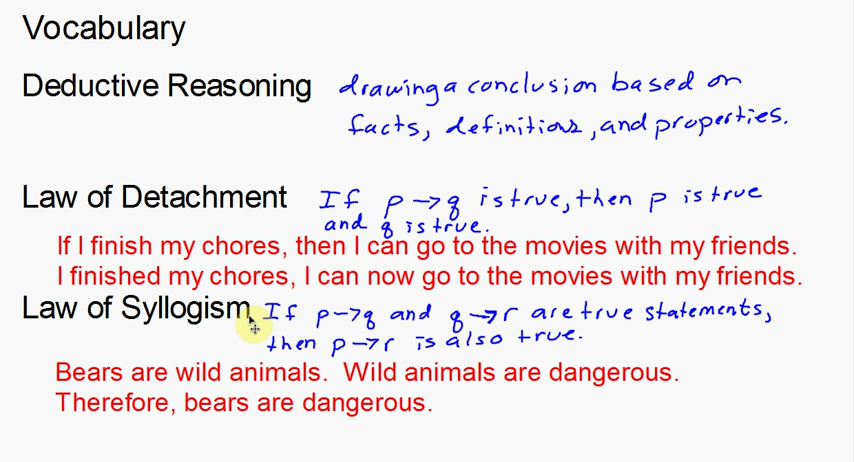 Vocabulary
Deductive Reasoning drawing a conclusion based on
facts, definitions, and properties.
Law of Detachment If p→q is true, then p is true
and q is true.
If I finish my chores, then I can go to the movies with my friends.
I finished my chores, I can now go to the movies with my friends.
Law of Syllogism If p→q and q→r are true statements,
then p→r is also true.
Bears are wild animals. Wild animals are dangerous.
Therefore, bears are dangerous.